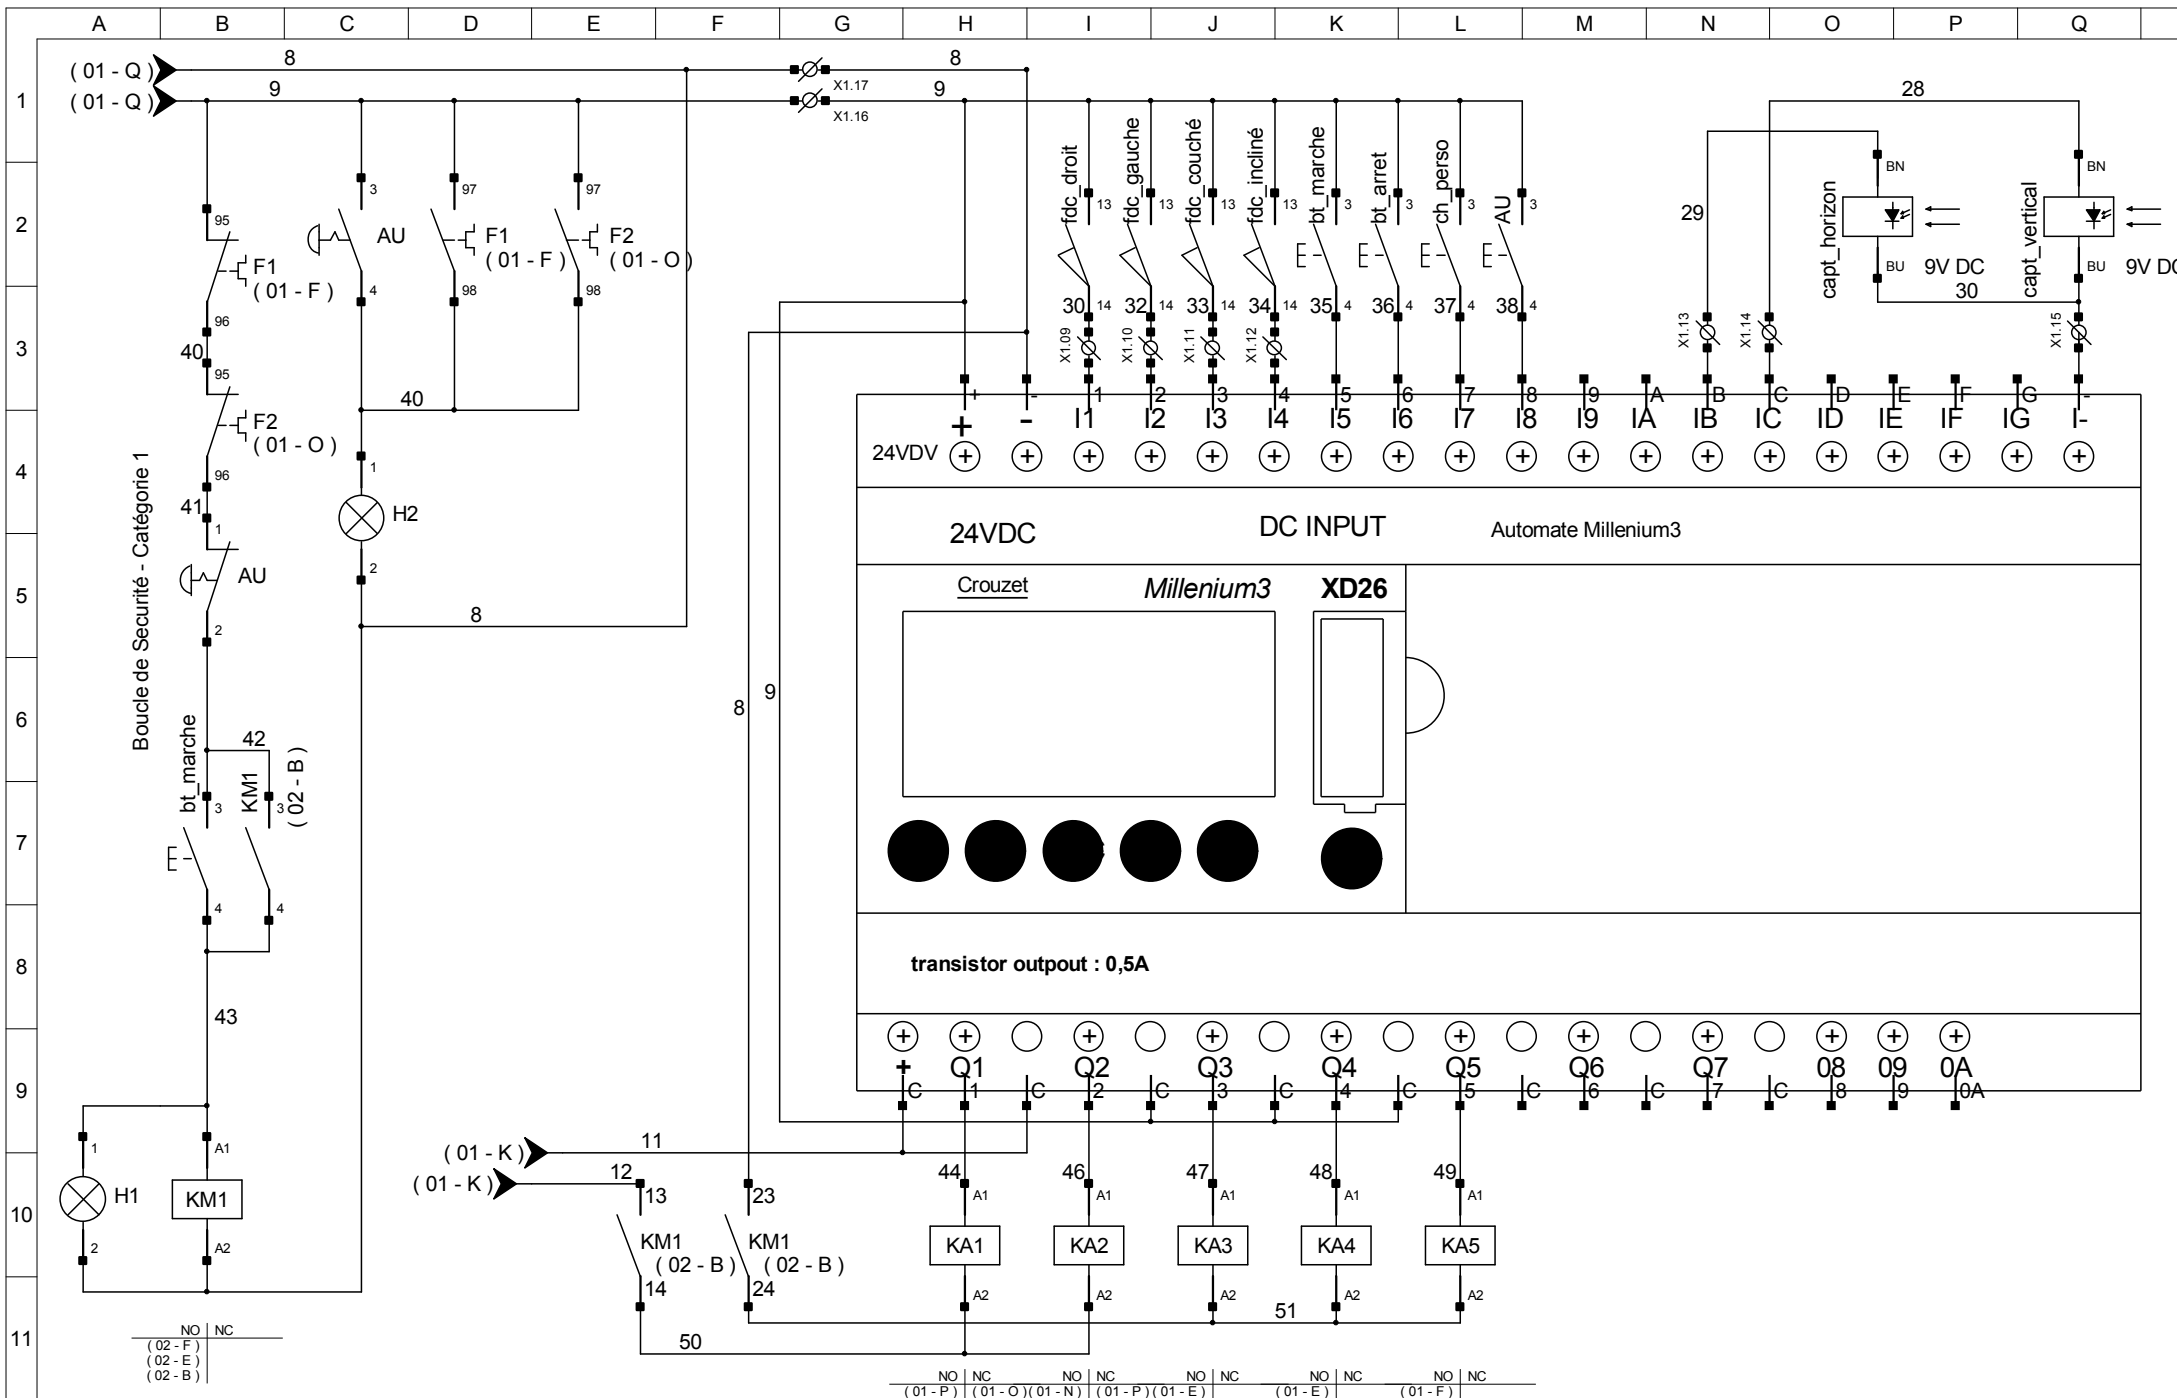 A B C D E F G H I J K L M N O P Q
1
2
3
4
5
6
7
8
9
10
11
( 01 - Q ) 8 8
( 01 - Q ) 9 9
X1.17
X1.16
28
29
fdc_droit 13
fdc_gauche 13
fdc_couché 13
fdc_incliné 13
bt_marche 3
bt_arret 3
ch_perso 3
AU 3
BN BN
capt_horizon
capt_vertical
BU 9V DC
BU 9V DC
30
95
F1
( 01 - F )
96
40
95
F2
( 01 - O )
96
41
1
AU
2
3
AU
4
97
F1
( 01 - F )
98
97
F2
( 01 - O )
98
40
1
H2
2
8
30 14
32 14
33 14
34 14
35 4
36 4
37 4
38 4
X1.09 X1.10 X1.11 X1.12 X1.13 X1.14 X1.15
+ - 1 2 3 4 5 6 7 8 9 A B C D E F G -
+ - I1 I2 I3 I4 I5 I6 I7 I8 I9 IA IB IC ID IE IF IG I-
24VDV
24VDC DC INPUT Automate Millenium3
Crouzet Millenium3 XD26
Boucle de Securité - Catégorie 1
8 9
42
bt_marche 3
KM1 3
( 02 - B )
4 4
43
transistor outpout : 0,5A
+ Q1 Q2 Q3 Q4 Q5 Q6 Q7 08 09 0A
C 1 C 2 C 3 C 4 C 5 C 6 C 7 C 8 9 0A
( 01 - K ) 11
( 01 - K ) 12
1
H1
2
A1
KM1
A2
13
KM1
( 02 - B )
14
23
KM1
( 02 - B )
24
44 46 47 48 49
A1 A1 A1 A1 A1
KA1 KA2 KA3 KA4 KA5
A2 A2 A2 A2 A2
51
50
NO NC
( 02 - F )
( 02 - E )
( 02 - B )
NO NC NO NC NO NC NO NC NO NC
( 01 - P ) ( 01 - O ) ( 01 - N ) ( 01 - P ) ( 01 - E ) ( 01 - E ) ( 01 - F )